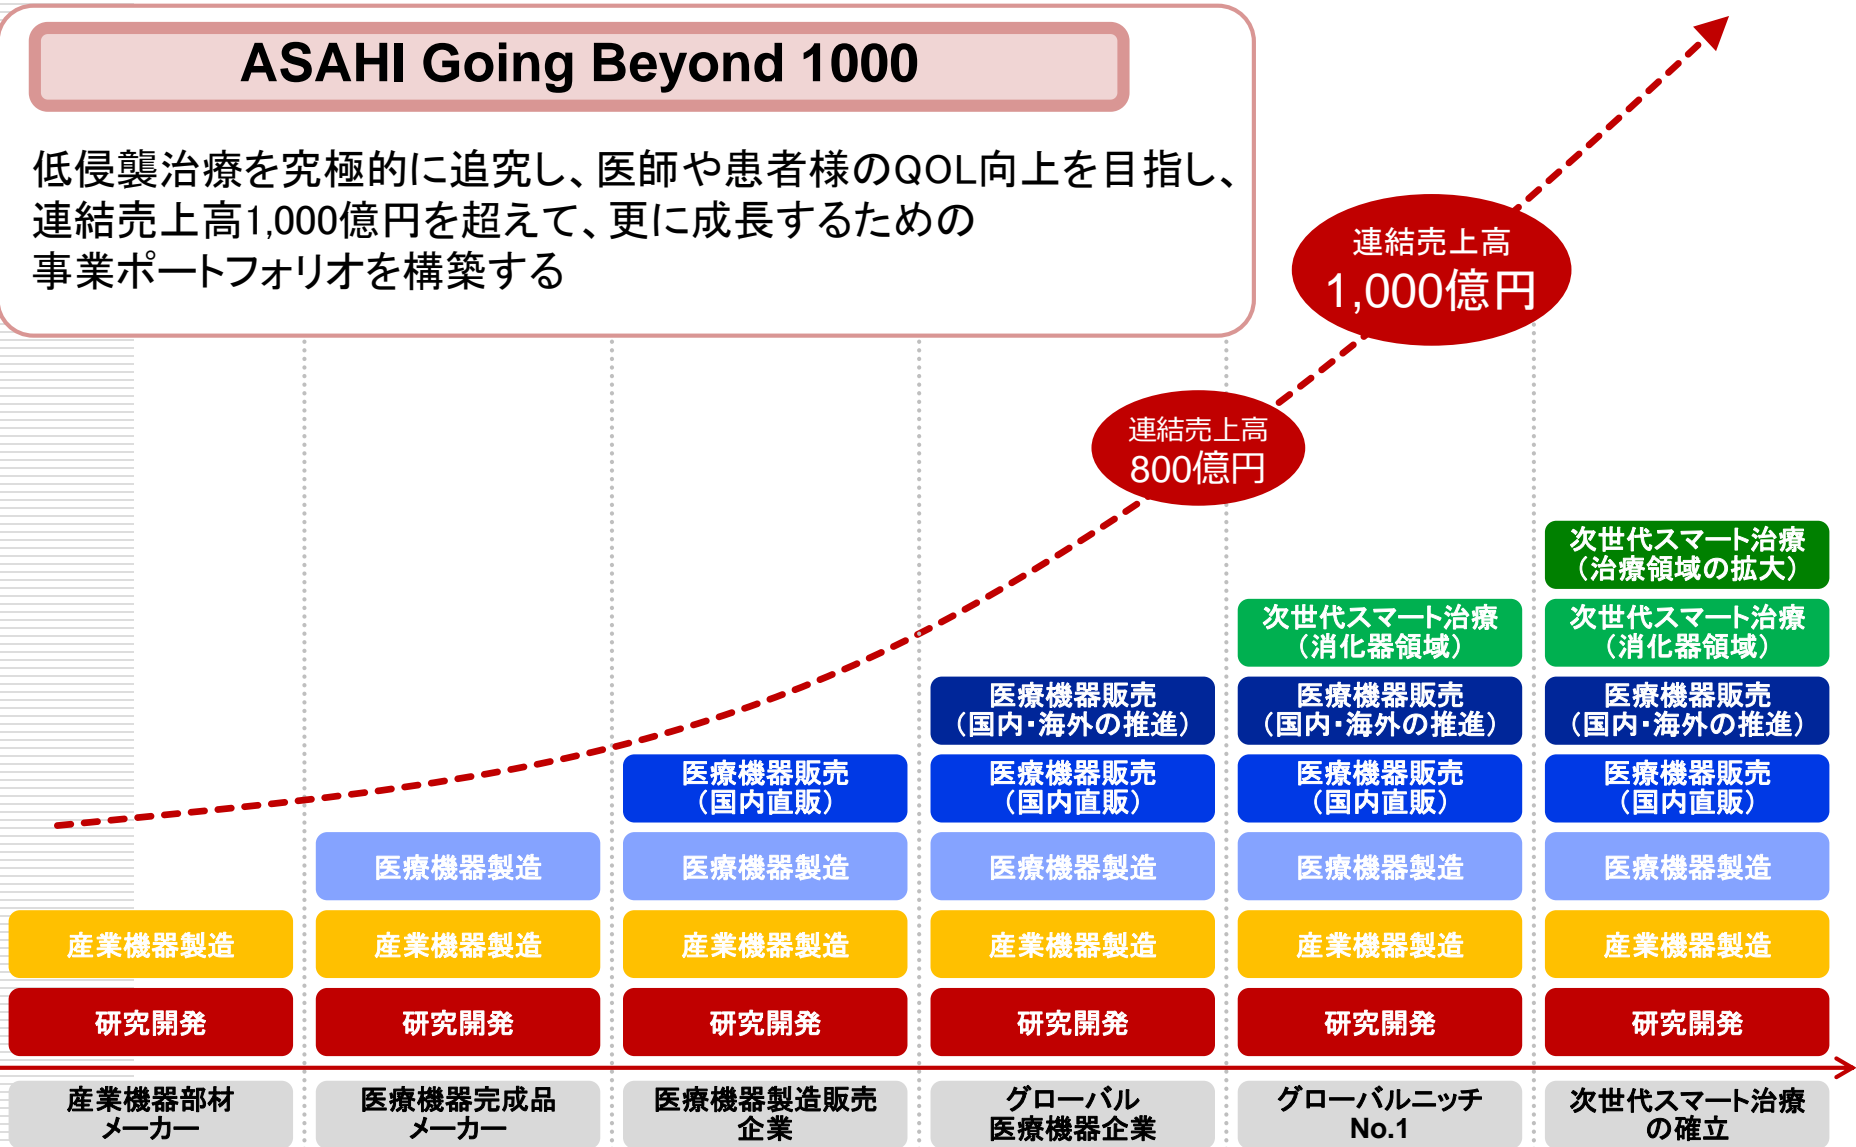 ASAHI Going Beyond 1000
低侵襲治療を究極的に追究し、医師や患者様のQOL向上を目指し、
連結売上高1,000億円を超えて、更に成長するための
事業ポートフォリオを構築する
連結売上高
1,000億円
連結売上高
800億円
次世代スマート治療
（治療領域の拡大）
次世代スマート治療
（消化器領域）
次世代スマート治療
（消化器領域）
医療機器販売
（国内・海外の推進）
医療機器販売
（国内・海外の推進）
医療機器販売
（国内・海外の推進）
医療機器販売
（国内直販）
医療機器販売
（国内直販）
医療機器販売
（国内直販）
医療機器販売
（国内直販）
医療機器製造
医療機器製造
医療機器製造
医療機器製造
医療機器製造
産業機器製造
産業機器製造
産業機器製造
産業機器製造
産業機器製造
産業機器製造
研究開発
研究開発
研究開発
研究開発
研究開発
研究開発
産業機器部材
メーカー
医療機器完成品
メーカー
医療機器製造販売
企業
グローバル
医療機器企業
グローバルニッチ
No.1
次世代スマート治療
の確立